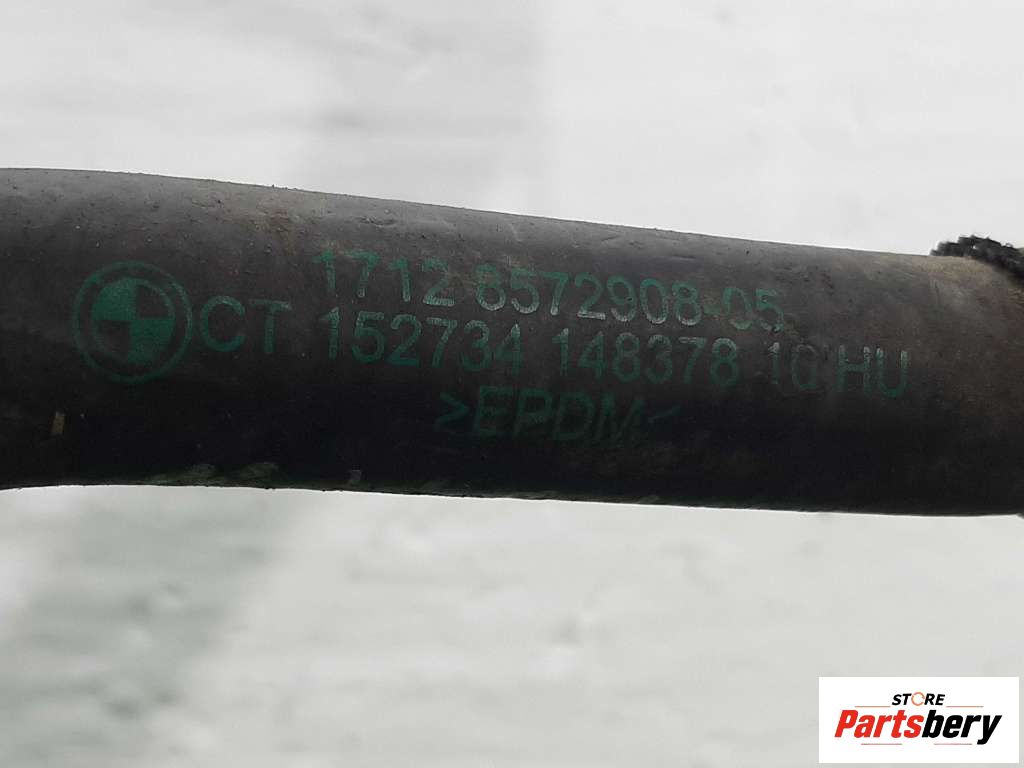 1712 8572908-05
CT 152734 148378 10 HU
>EPDM<
STORE
Partsbery